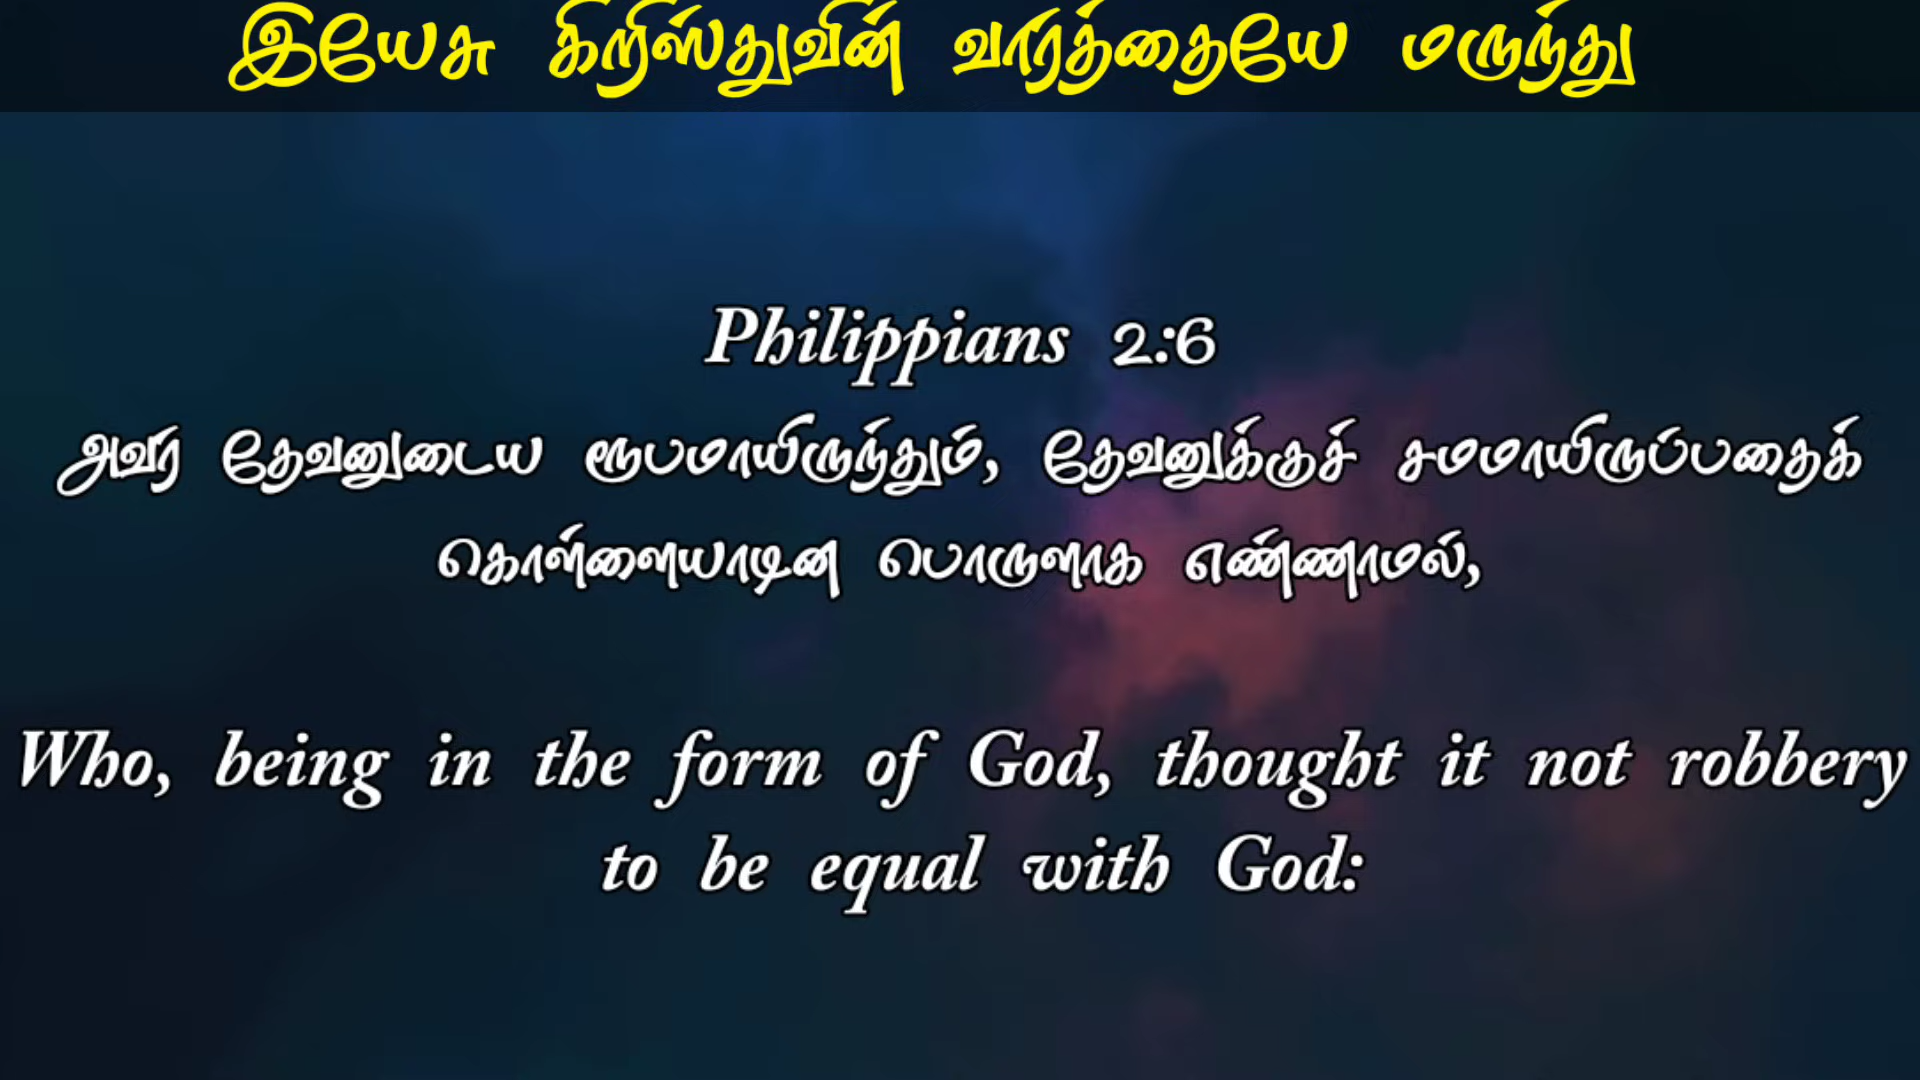 இயேசு கிறிஸ்துவின் வார்த்தையே மருந்து
Philippians 2:6
அவர் தேவனுடைய ரூபமாயிருந்தும், தேவனுக்குச் சமமாயிருப்பதைக்
கொள்ளையாடின பொருளாக எண்ணாமல்,
Who, being in the form of God, thought it not robbery
to be equal with God: